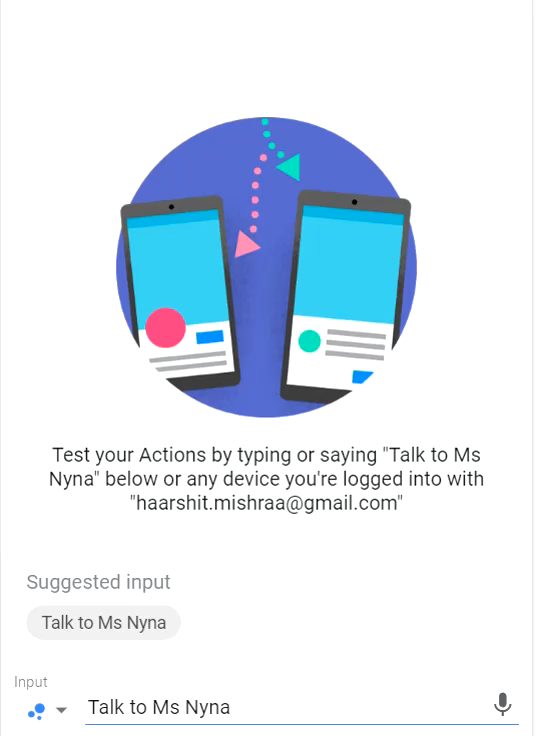 Test your Actions by typing or saying "Talk to Ms
Nyna" below or any device you're logged into with
"haarshit.mishraa@gmail.com"
Suggested input
Talk to Ms Nyna
Input
Talk to Ms Nyna